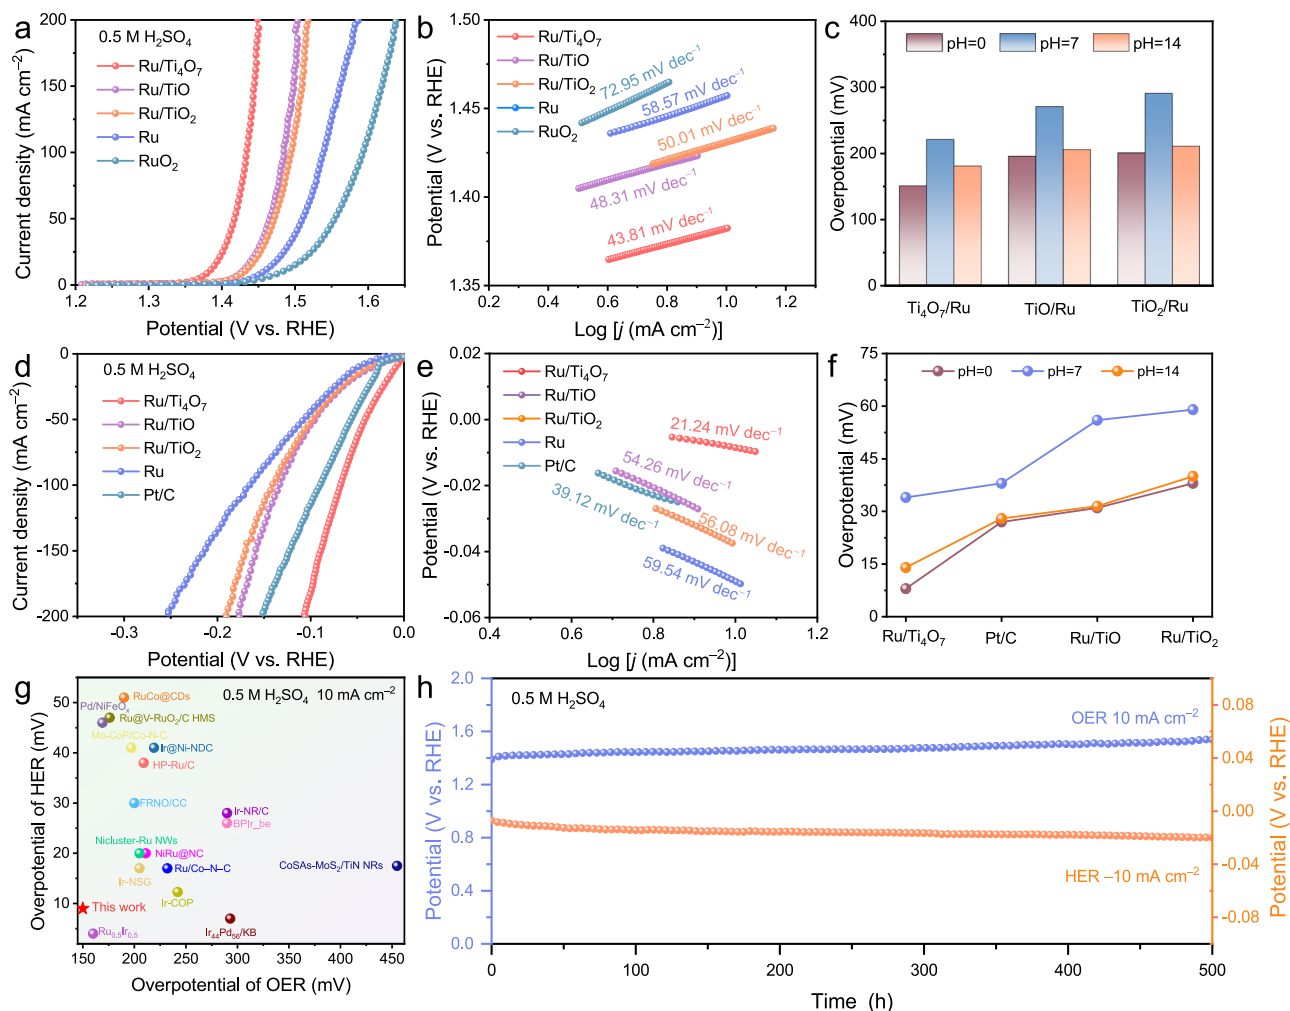 a
200
150
100
50
0
Current density (mA cm⁻²)
0.5 M H₂SO₄
Ru/Ti₄O₇
Ru/TiO
Ru/TiO₂
Ru
RuO₂
1.2 1.3 1.4 1.5 1.6
Potential (V vs. RHE)
b
1.50
1.45
1.40
1.35
Potential (V vs. RHE)
Ru/Ti₄O₇
Ru/TiO
Ru/TiO₂
Ru
RuO₂
72.95 mV dec⁻¹
58.57 mV dec⁻¹
50.01 mV dec⁻¹
48.31 mV dec⁻¹
43.81 mV dec⁻¹
0.2 0.4 0.6 0.8 1.0 1.2
Log [j (mA cm⁻²)]
c
400
300
200
100
0
Overpotential (mV)
pH=0 pH=7 pH=14
Ti₄O₇/Ru TiO/Ru TiO₂/Ru
d
0
-50
-100
-150
-200
Current density (mA cm⁻²)
0.5 M H₂SO₄
Ru/Ti₄O₇
Ru/TiO
Ru/TiO₂
Ru
Pt/C
-0.3 -0.2 -0.1 0.0
Potential (V vs. RHE)
e
0.02
0.00
-0.02
-0.04
-0.06
Potential (V vs. RHE)
Ru/Ti₄O₇
Ru/TiO
Ru/TiO₂
Ru
Pt/C
21.24 mV dec⁻¹
54.26 mV dec⁻¹
39.12 mV dec⁻¹
56.08 mV dec⁻¹
59.54 mV dec⁻¹
0.4 0.6 0.8 1.0 1.2
Log [j (mA cm⁻²)]
f
75
60
45
30
15
0
Overpotential (mV)
pH=0 pH=7 pH=14
Ru/Ti₄O₇ Pt/C Ru/TiO Ru/TiO₂
g
50
40
30
20
10
Overpotential of HER (mV)
0.5 M H₂SO₄ 10 mA cm⁻²
RuCo@CDs
Pd/NiFeOₓ
Ru@V-RuO₂/C HMS
Mo-CoP/Co-N-C
Ir@Ni-NDC
HP-Ru/C
FRNO/CC
Ir-NR/C
BPIr_be
Nicluster-Ru NWs
NiRu@NC
CoSAs-MoS₂/TiN NRs
Ru/Co–N–C
Ir-NSG
Ir-COP
This work
Ru₀.₅Ir₀.₅
Ir₄₄Pd₅₆/KB
150 200 250 300 350 400 450
Overpotential of OER (mV)
h
2.0
1.6
1.2
0.8
0.4
0.0
Potential (V vs. RHE)
0.5 M H₂SO₄
OER 10 mA cm⁻²
HER –10 mA cm⁻²
0.08
0.04
0.00
-0.04
-0.08
Potential (V vs. RHE)
0 100 200 300 400 500
Time (h)